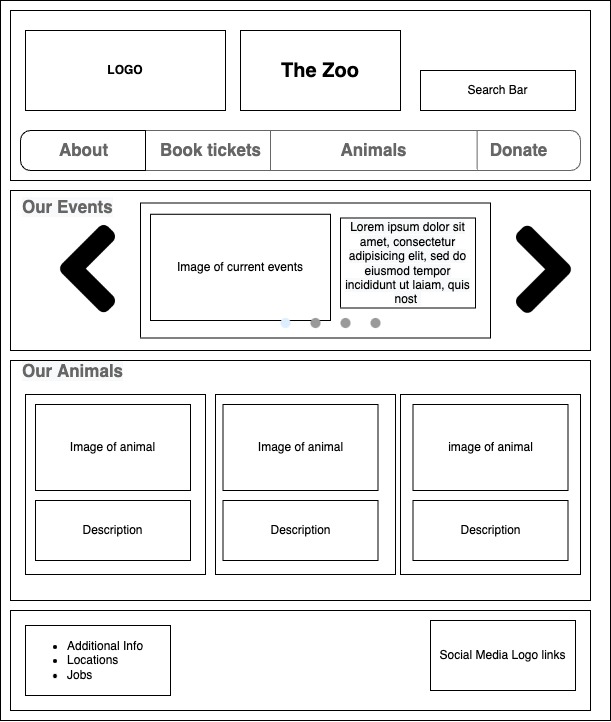 LOGO
The Zoo
Search Bar
About
Book tickets
Animals
Donate
Our Events
Image of current events
Lorem ipsum dolor sit
amet, consectetur
adipisicing elit, sed do
eiusmod tempor
incididunt ut laiam, quis
nost
Our Animals
Image of animal
Image of animal
image of animal
Description
Description
Description
Additional Info
Locations
Jobs
Social Media Logo links